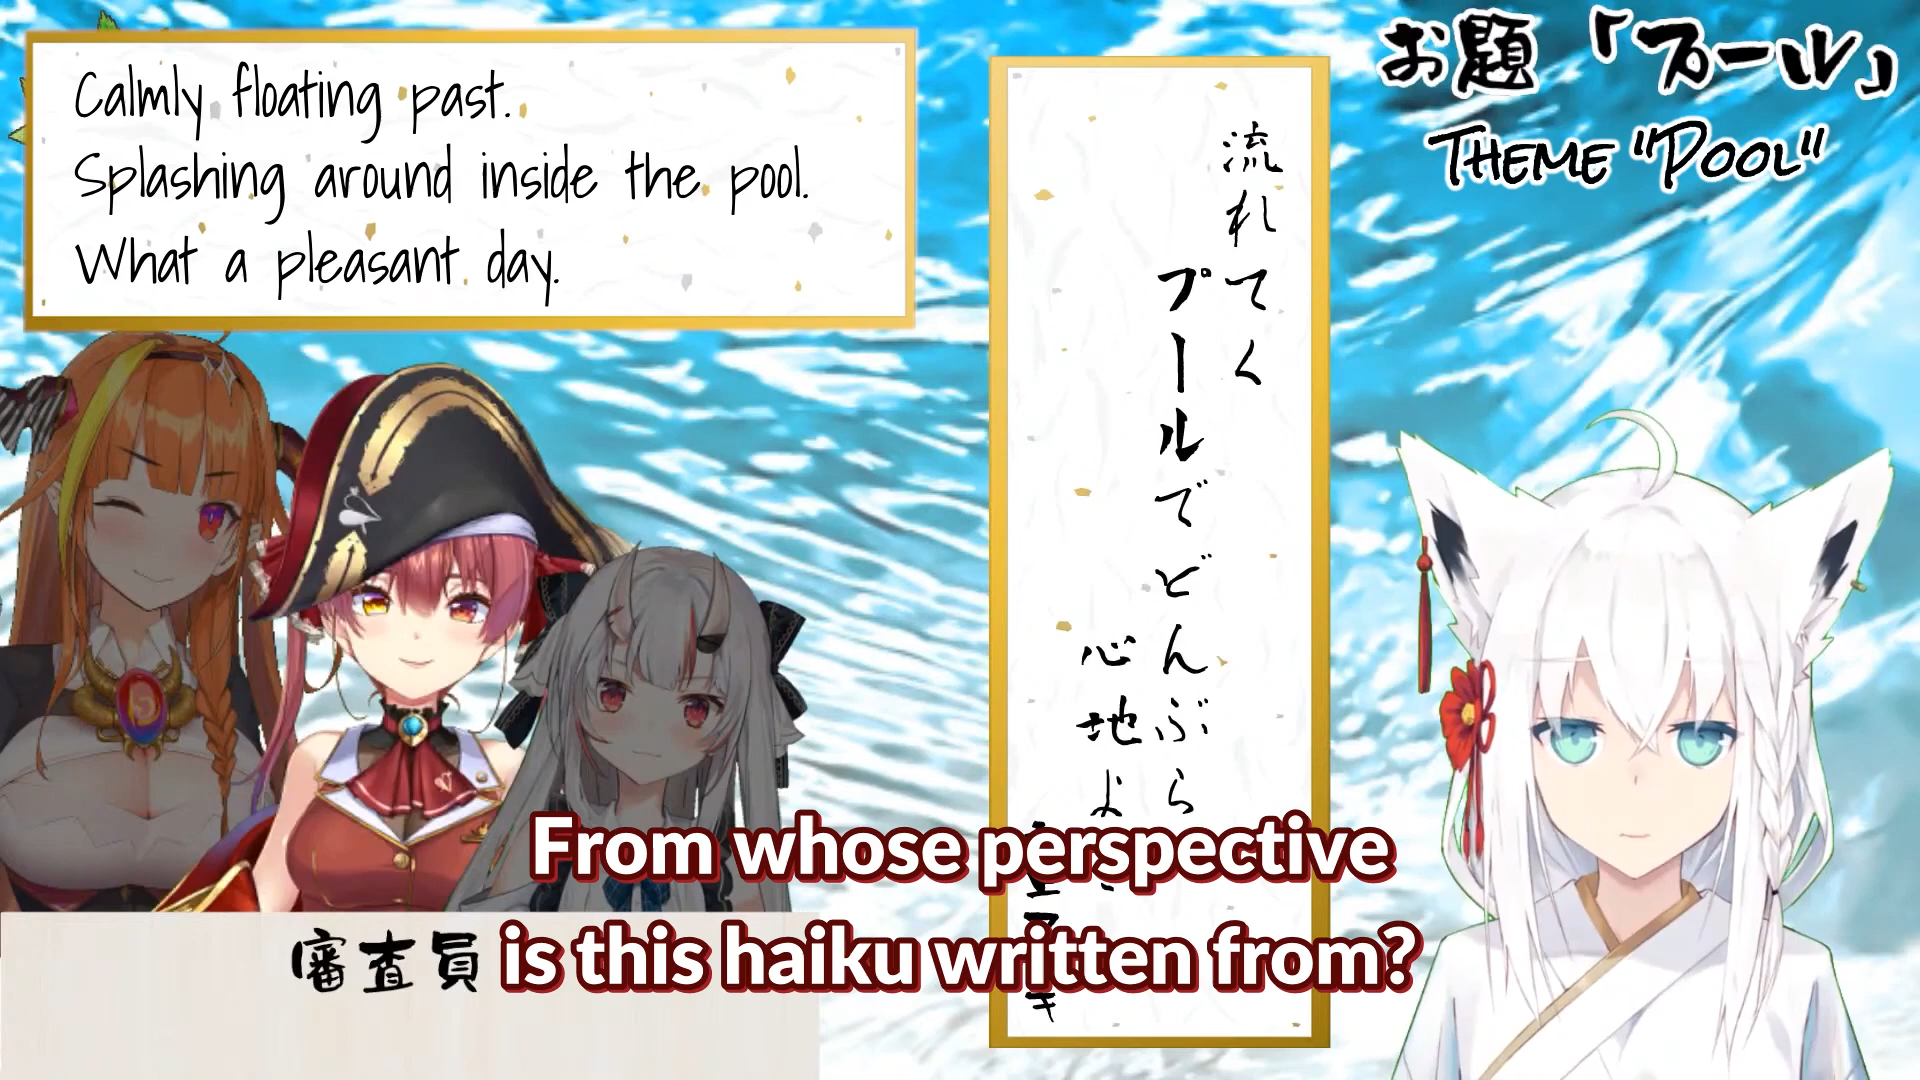 Calmly floating past.
Splashing around inside the pool.
What a pleasant day.
お題「プール」
THEME "POOL"
流れてく
プールでどんぶら
心地よ
審査員
From whose perspective
is this haiku written from?